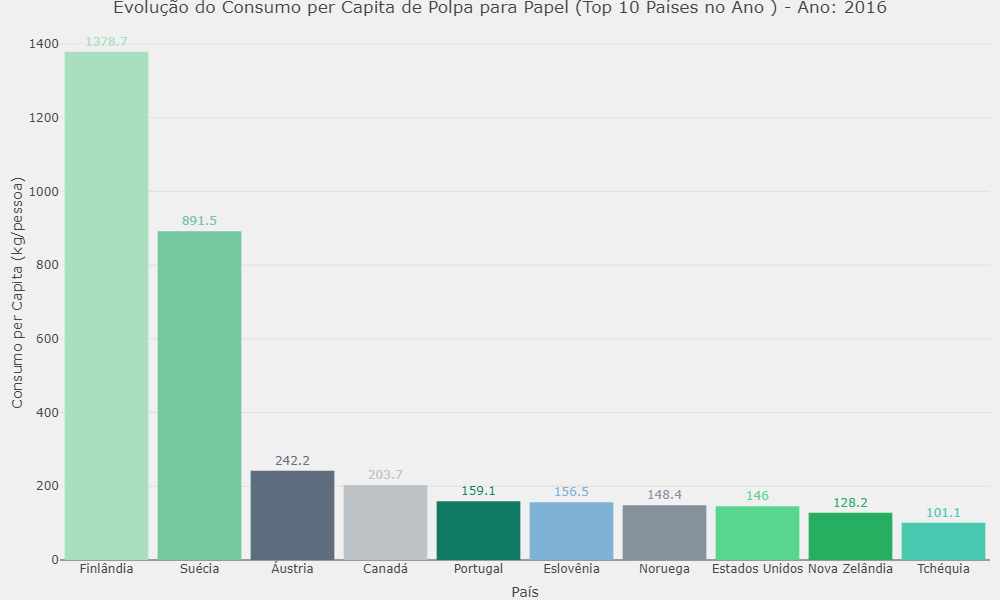 Evolução do Consumo per Capita de Polpa para Papel (Top 10 Países no Ano ) - Ano: 2016
Consumo per Capita (kg/pessoa)
1400
1200
1000
800
600
400
200
0
1378.7
891.5
242.2
203.7
159.1
156.5
148.4
146
128.2
101.1
Finlândia
Suécia
Áustria
Canadá
Portugal
Eslovênia
Noruega
Estados Unidos
Nova Zelândia
Tchéquia
País